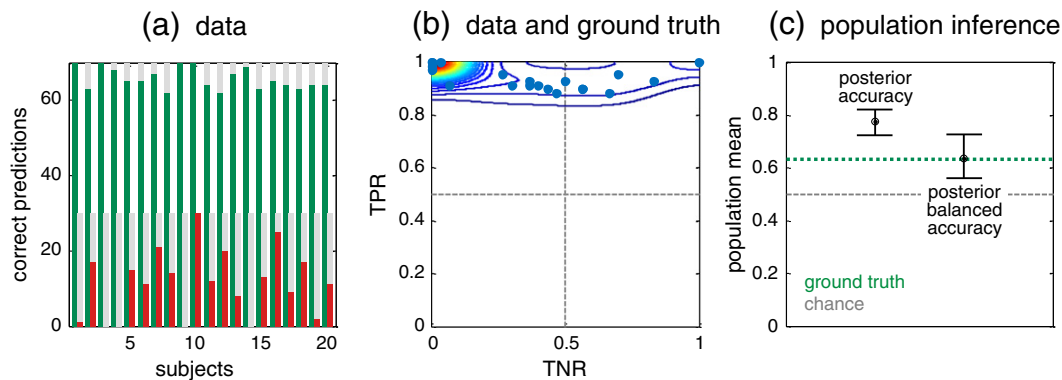 (a) data
correct predictions
60
40
20
0
5
10
15
20
subjects
(b) data and ground truth
TPR
1
0.8
0.6
0.4
0.2
0
0
0.5
1
TNR
(c) population inference
population mean
1
0.8
0.6
0.4
0.2
0
posterior
accuracy
posterior
balanced
accuracy
ground truth
chance